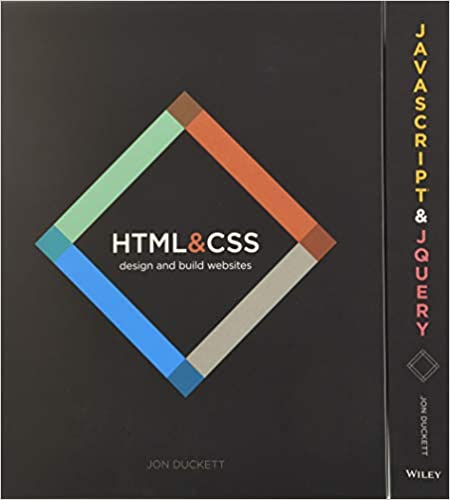 HTML&CSS
design and build websites
JON DUCKETT
JAVASCRIPT & JQUERY
JON DUCKETT
WILEY